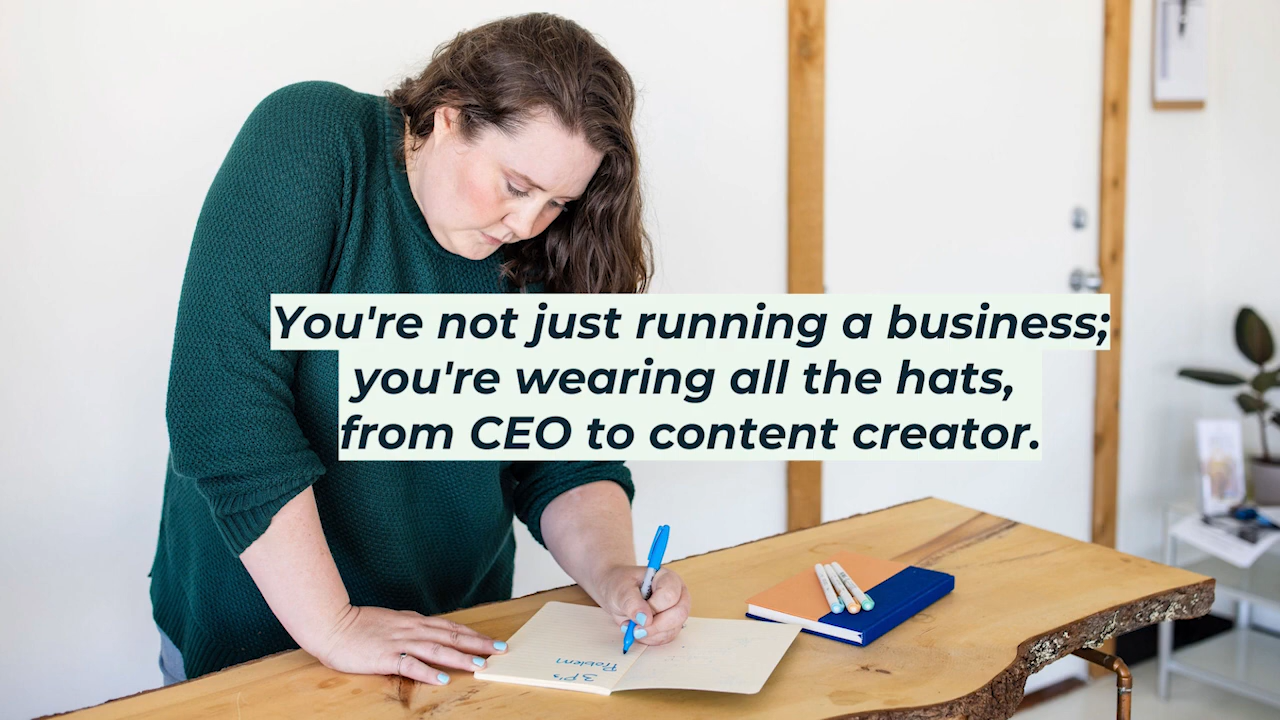 You're not just running a business;
you're wearing all the hats,
from CEO to content creator.
3 P's
Problem